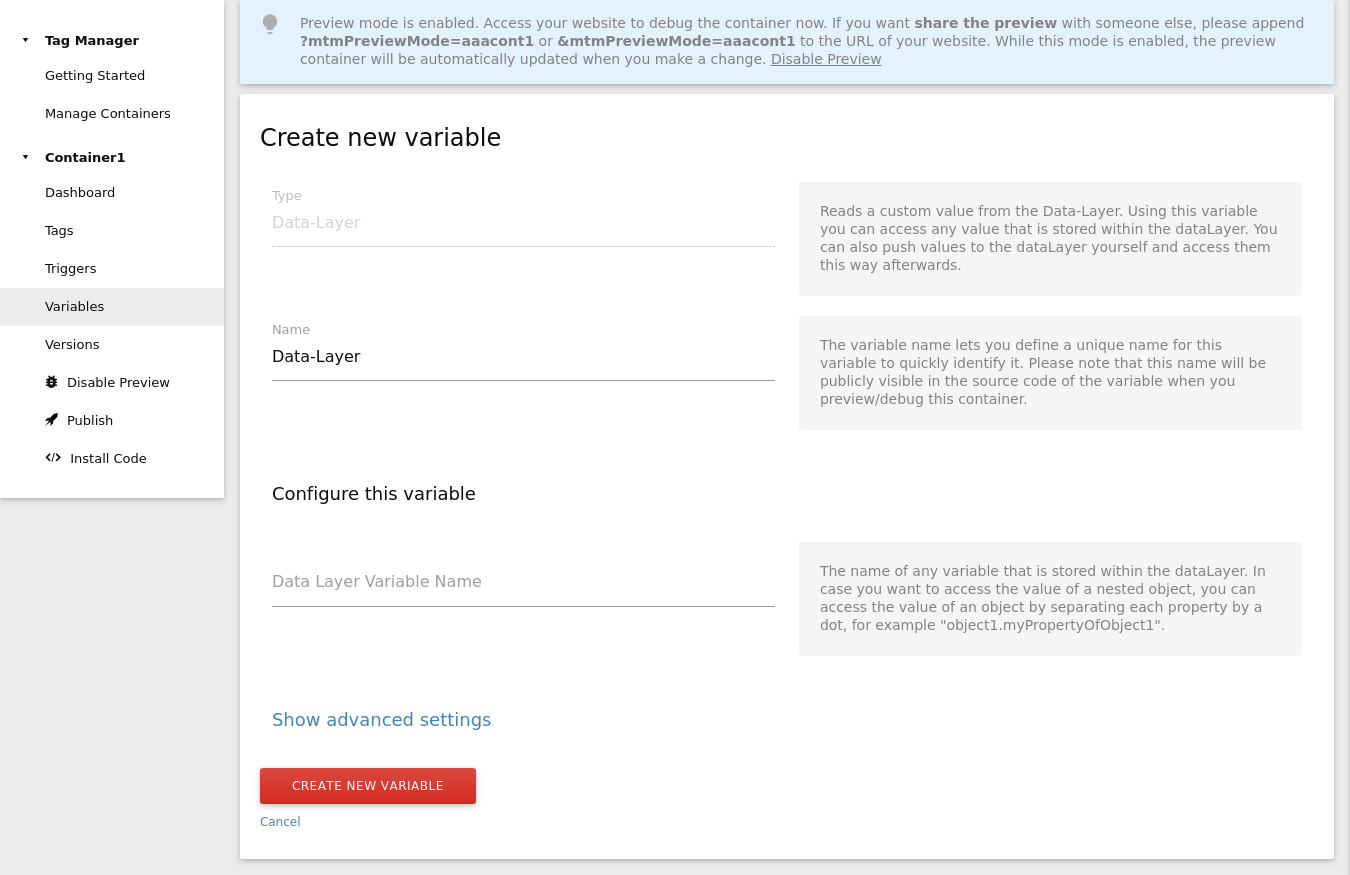 Tag Manager
Getting Started
Manage Containers
Container1
Dashboard
Tags
Triggers
Variables
Versions
Disable Preview
Publish
Install Code
Preview mode is enabled. Access your website to debug the container now. If you want share the preview with someone else, please append
?mtmPreviewMode=aaacont1 or &mtmPreviewMode=aaacont1 to the URL of your website. While this mode is enabled, the preview
container will be automatically updated when you make a change. Disable Preview
Create new variable
Type
Data-Layer
Reads a custom value from the Data-Layer. Using this variable
you can access any value that is stored within the dataLayer. You
can also push values to the dataLayer yourself and access them
this way afterwards.
Name
Data-Layer
The variable name lets you define a unique name for this
variable to quickly identify it. Please note that this name will be
publicly visible in the source code of the variable when you
preview/debug this container.
Configure this variable
Data Layer Variable Name
The name of any variable that is stored within the dataLayer. In
case you want to access the value of a nested object, you can
access the value of an object by separating each property by a
dot, for example "object1.myPropertyOfObject1".
Show advanced settings
CREATE NEW VARIABLE
Cancel